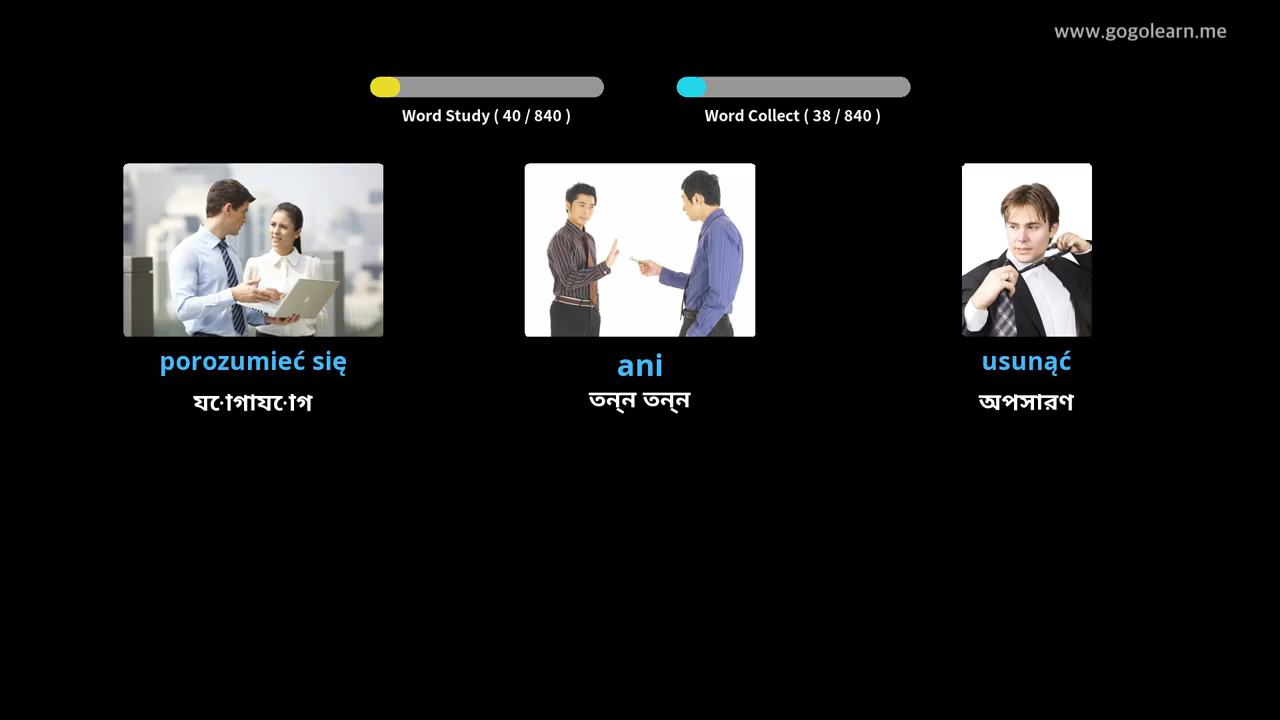 www.gogolearn.me
Word Study ( 40 / 840 )
Word Collect ( 38 / 840 )
porozumieć się
যোগাযোগ
ani
তন্ন তন্ন
usunąć
অপসারণ